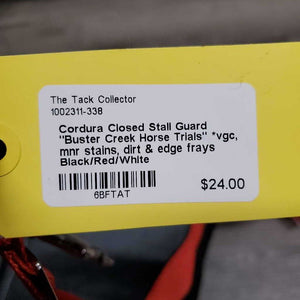 The Tack Collector
1002311-338
Cordura Closed Stall Guard
"Buster Creek Horse Trials" *vgc,
mnr stains, dirt & edge frays
Black/Red/White
$24.00
6BFTAT